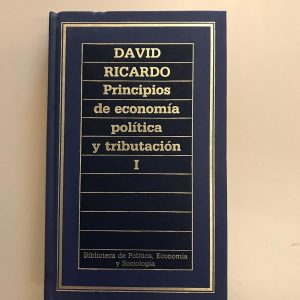 DAVID
RICARDO
Principios
de economía
política
y tributación
I
Biblioteca de Política, Economía
y Sociología